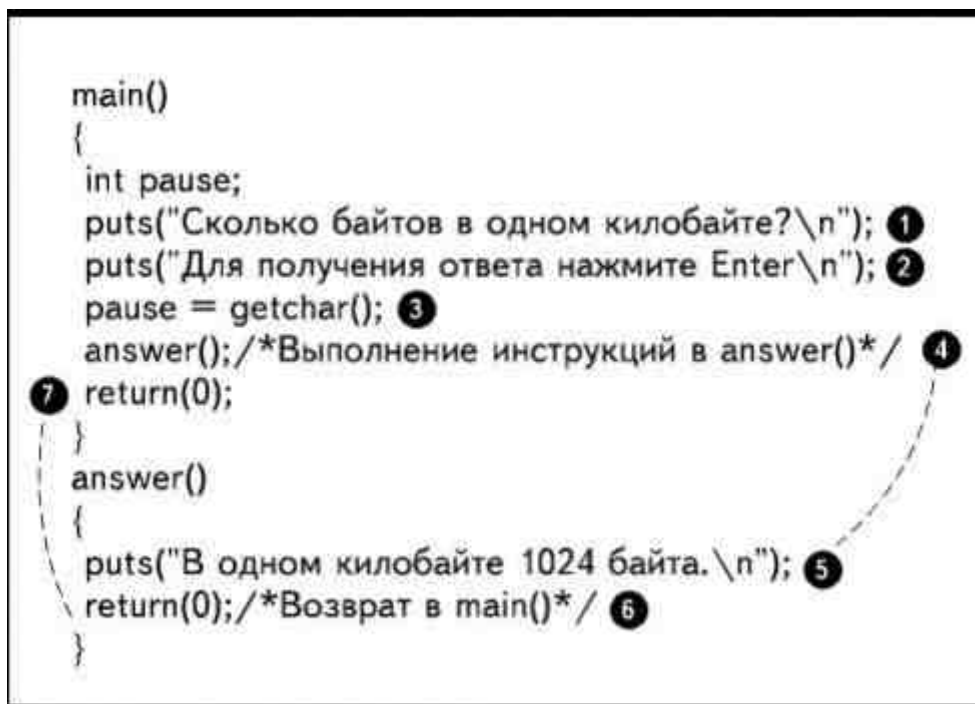 main()
{
int pause;
puts("Сколько байтов в одном килобайте?\n"); 1
puts("Для получения ответа нажмите Enter\n"); 2
pause = getchar(); 3
answer();/*Выполнение инструкций в answer()*/ 4
7 return(0);
}
answer()
{
puts("В одном килобайте 1024 байта.\n"); 5
return(0);/*Возврат в main()*/ 6
}